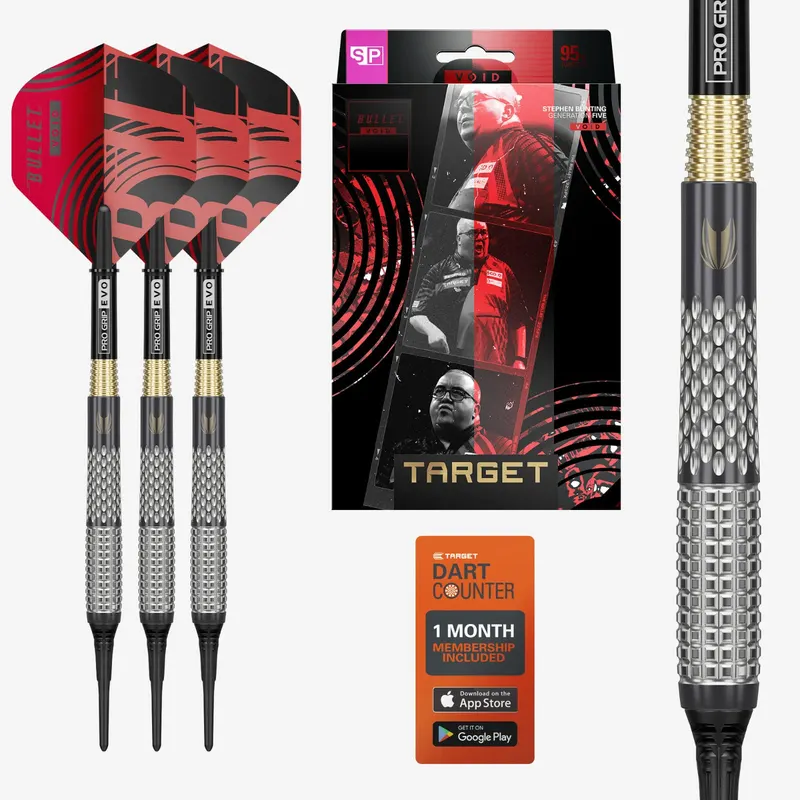 BULLET
VOID
PRO GRIP EVO
PRO GRIP EVO
PRO GRIP EVO
SP
VOID
95
BULLET
VOID
STEPHEN BUNTING
GENERATION FIVE
VOID
TARGET
TARGET
DART
COUNTER
1 MONTH
MEMBERSHIP
INCLUDED
Download on the
App Store
GET IT ON
Google Play
PRO GR